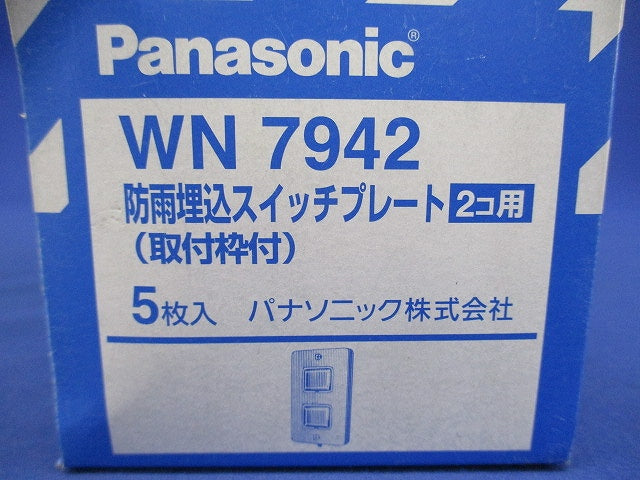 Panasonic®
WN 7942
防雨埋込スイッチプレート 2コ用
(取付枠付)
5枚入 パナソニック株式会社